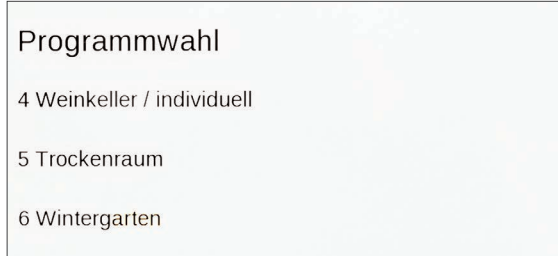 Programmwahl
4 Weinkeller / individuell
5 Trockenraum
6 Wintergarten